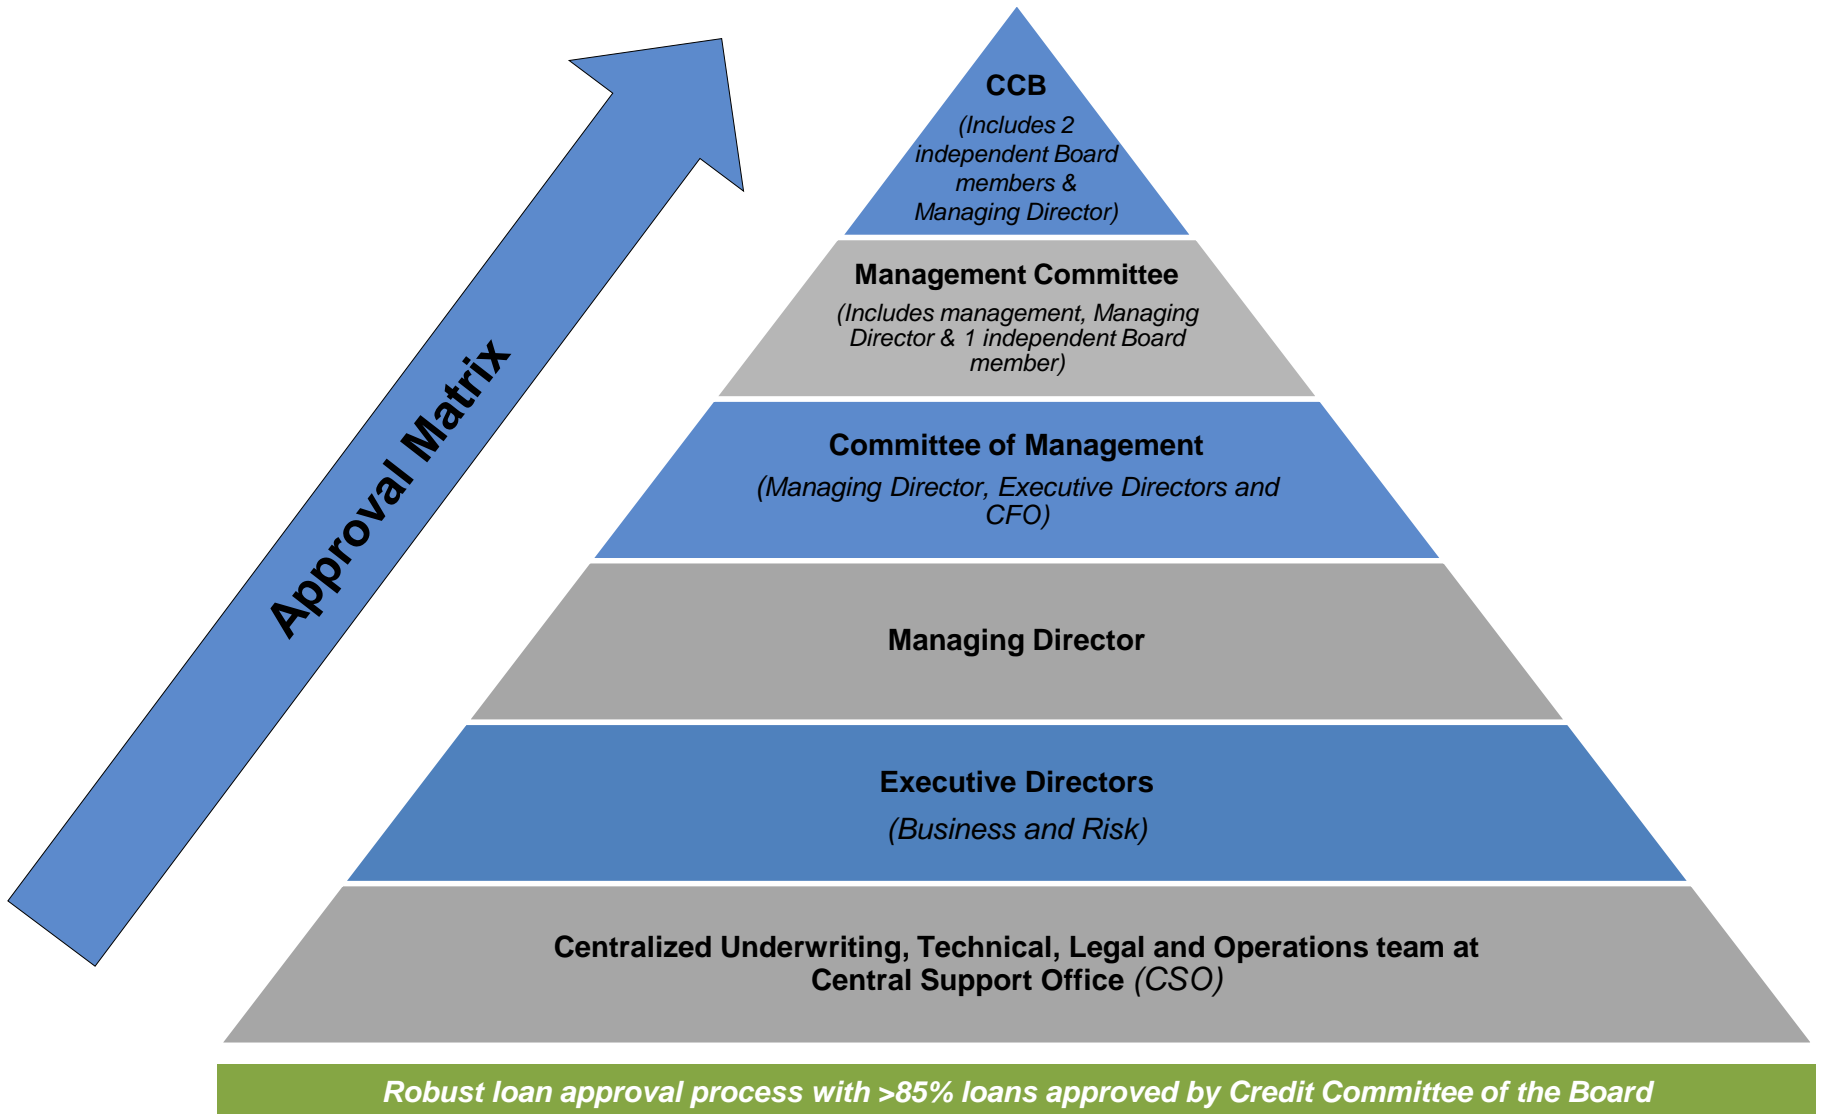 Approval Matrix
CCB
(Includes 2
independent Board
members &
Managing Director)
Management Committee
(Includes management, Managing
Director & 1 independent Board
member)
Committee of Management
(Managing Director, Executive Directors and
CFO)
Managing Director
Executive Directors
(Business and Risk)
Centralized Underwriting, Technical, Legal and Operations team at
Central Support Office (CSO)
Robust loan approval process with >85% loans approved by Credit Committee of the Board